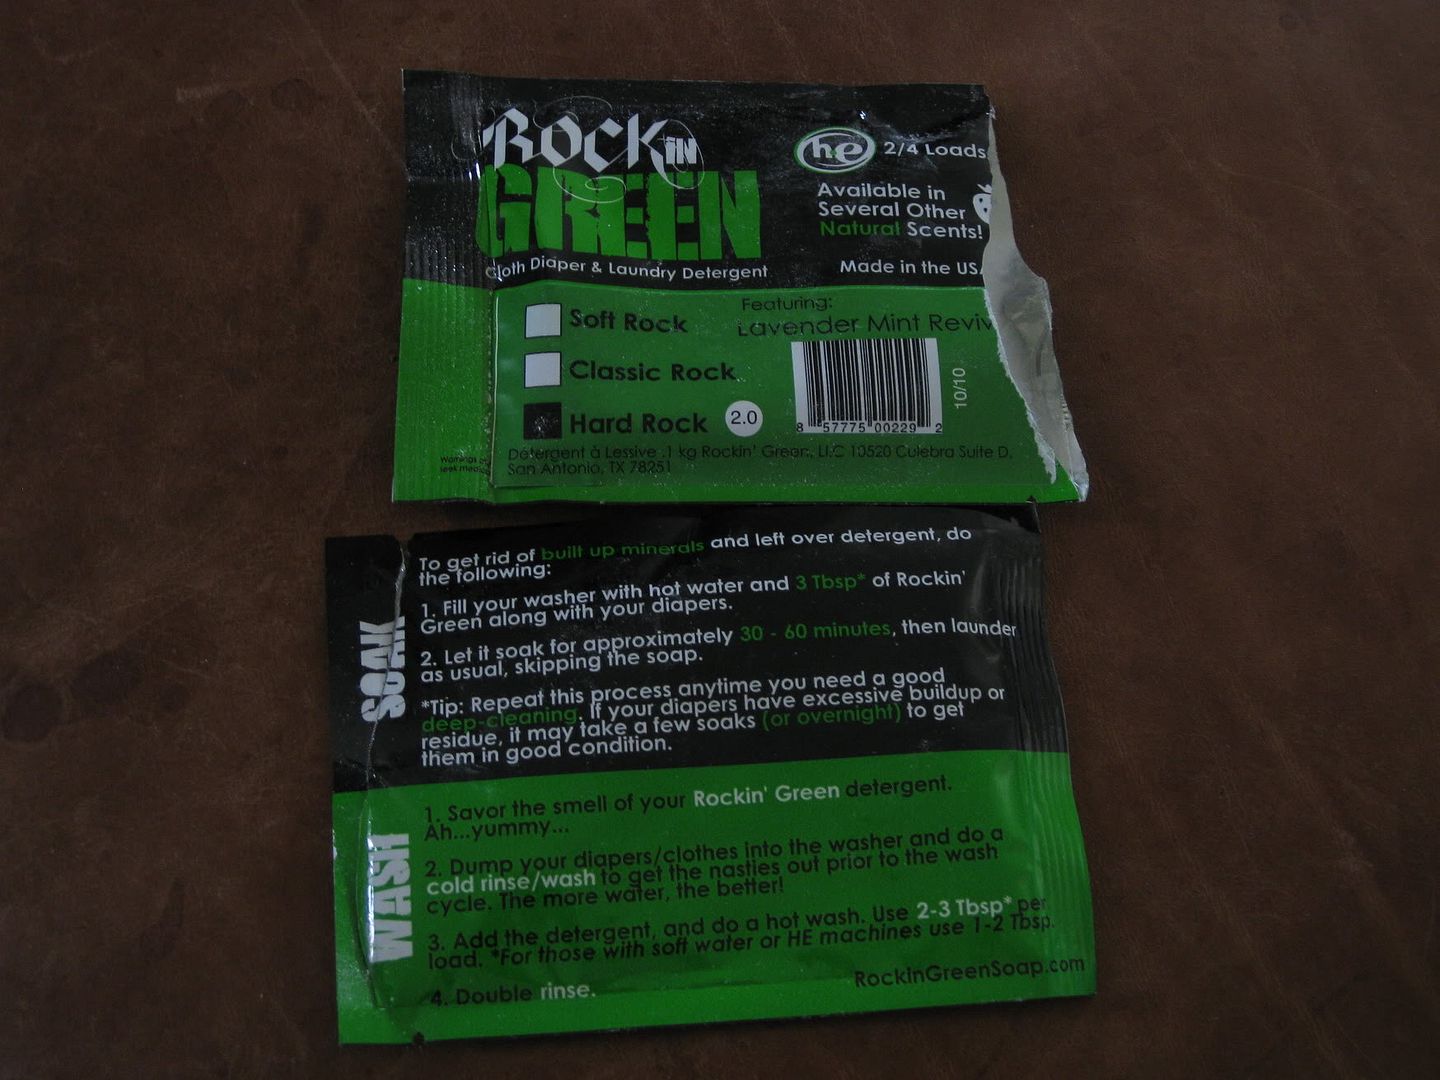 ROCK iN
GREEN
Cloth Diaper & Laundry Detergent
he 2/4 Loads
Available in
Several Other
Natural Scents!
Made in the
Soft Rock
Classic Rock
Hard Rock 2.0
Featuring:
Lavender Mint
8 57775 00229 2
10/10
Détergent à Lessive .1 kg Rockin' Green, LLC 10520 Culebra Suite D,
San Antonio, TX 78251
Warnings
seek
SOAK
To get rid of built up minerals and left over detergent, do
the following:
1. Fill your washer with hot water and 3 Tbsp* of Rockin'
Green along with your diapers.
2. Let it soak for approximately 30 - 60 minutes, then launder
as usual, skipping the soap.
*Tip: Repeat this process anytime you need a good
deep-cleaning. If your diapers have excessive buildup or
residue, it may take a few soaks (or overnight) to get
them in good condition.
WASH
1. Savor the smell of your Rockin' Green detergent.
Ah...yummy...
2. Dump your diapers/clothes into the washer and do a
cold rinse/wash to get the nasties out prior to the wash
cycle. The more water, the better!
3. Add the detergent, and do a hot wash. Use 2-3 Tbsp* per
load. *For those with soft water or HE machines use 1-2 Tbsp.
4. Double rinse.
RockinGreenSoap.com